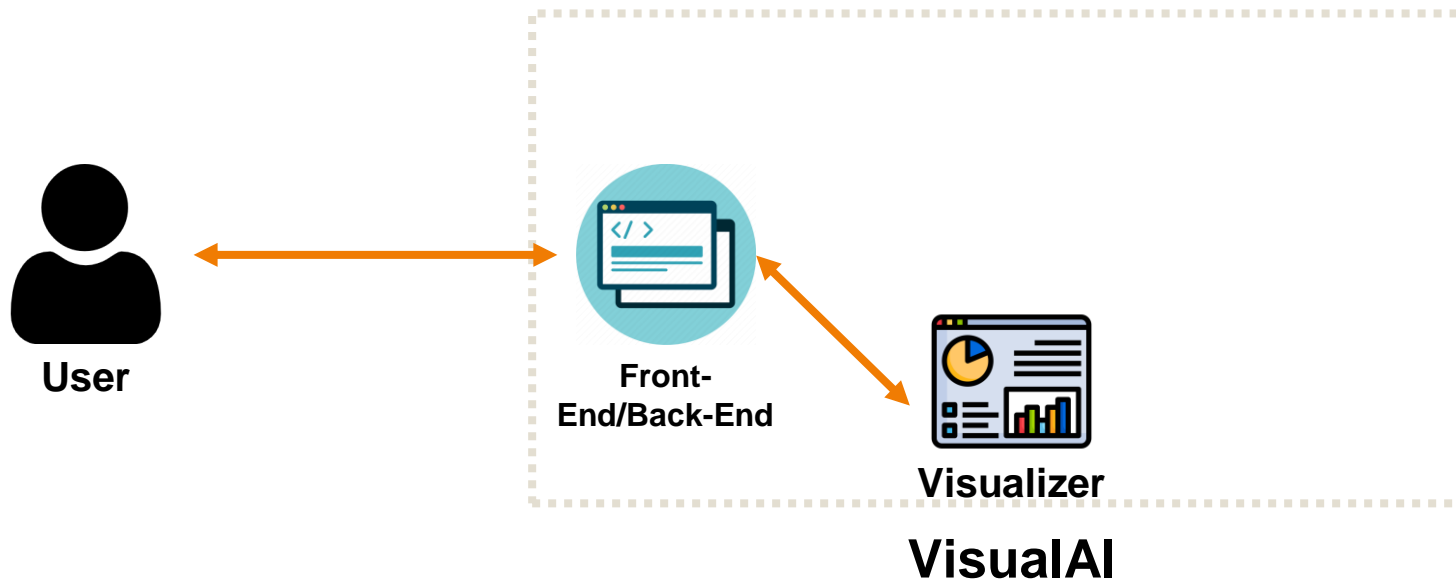 </>
User
Front-
End/Back-End
Visualizer
VisualAI